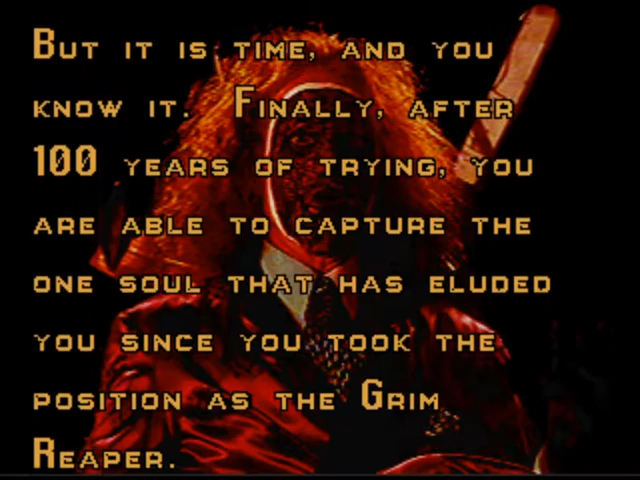 But it is time, and you
know it. Finally, after
100 years of trying, you
are able to capture the
one soul that has eluded
you since you took the
position as the Grim
Reaper.